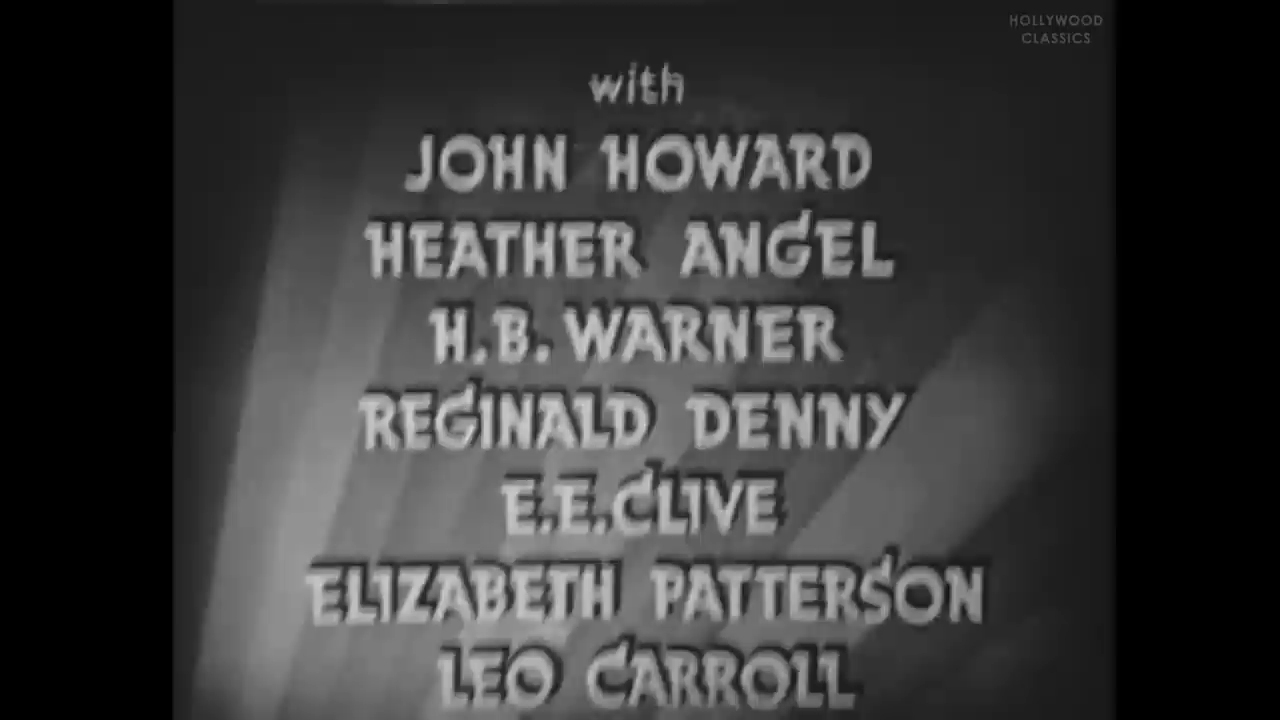 HOLLYWOOD
CLASSICS
with
JOHN HOWARD
HEATHER ANGEL
H.B. WARNER
REGINALD DENNY
E.E. CLIVE
ELIZABETH PATTERSON
LEO CARROLL